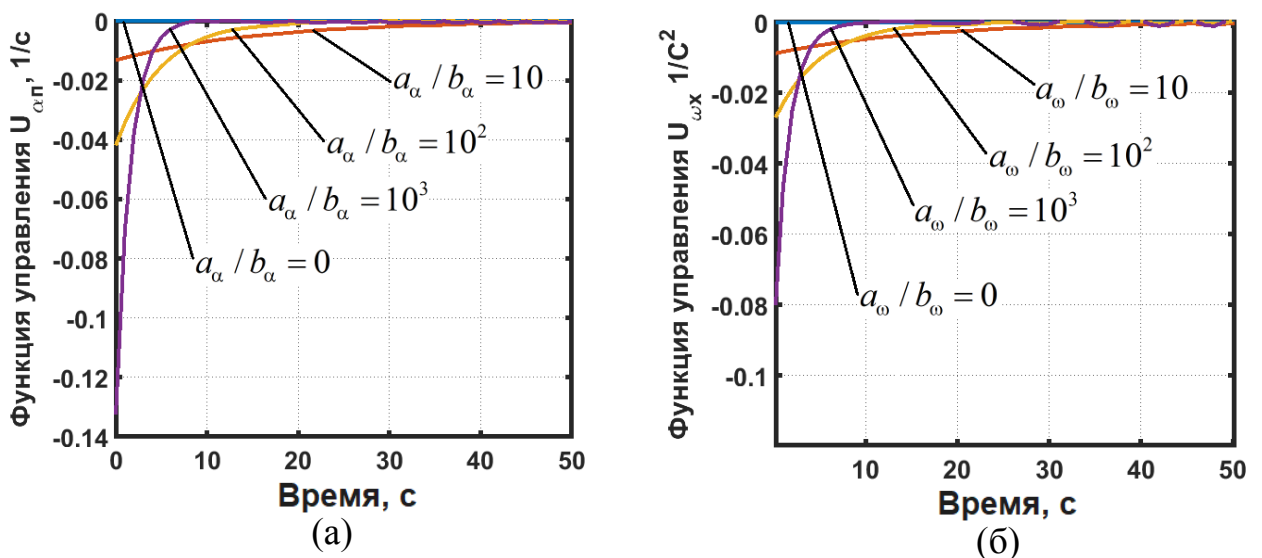 Функция управления U αп, 1/с
0
-0.02
-0.04
-0.06
-0.08
-0.1
-0.12
-0.14
aα / bα = 10
aα / bα = 10²
aα / bα = 10³
aα / bα = 0
0 10 20 30 40 50
Время, с
(а)
Функция управления U ωx 1/C²
0
-0.02
-0.04
-0.06
-0.08
-0.1
aω / bω = 10
aω / bω = 10²
aω / bω = 10³
aω / bω = 0
10 20 30 40 50
Время, с
(б)